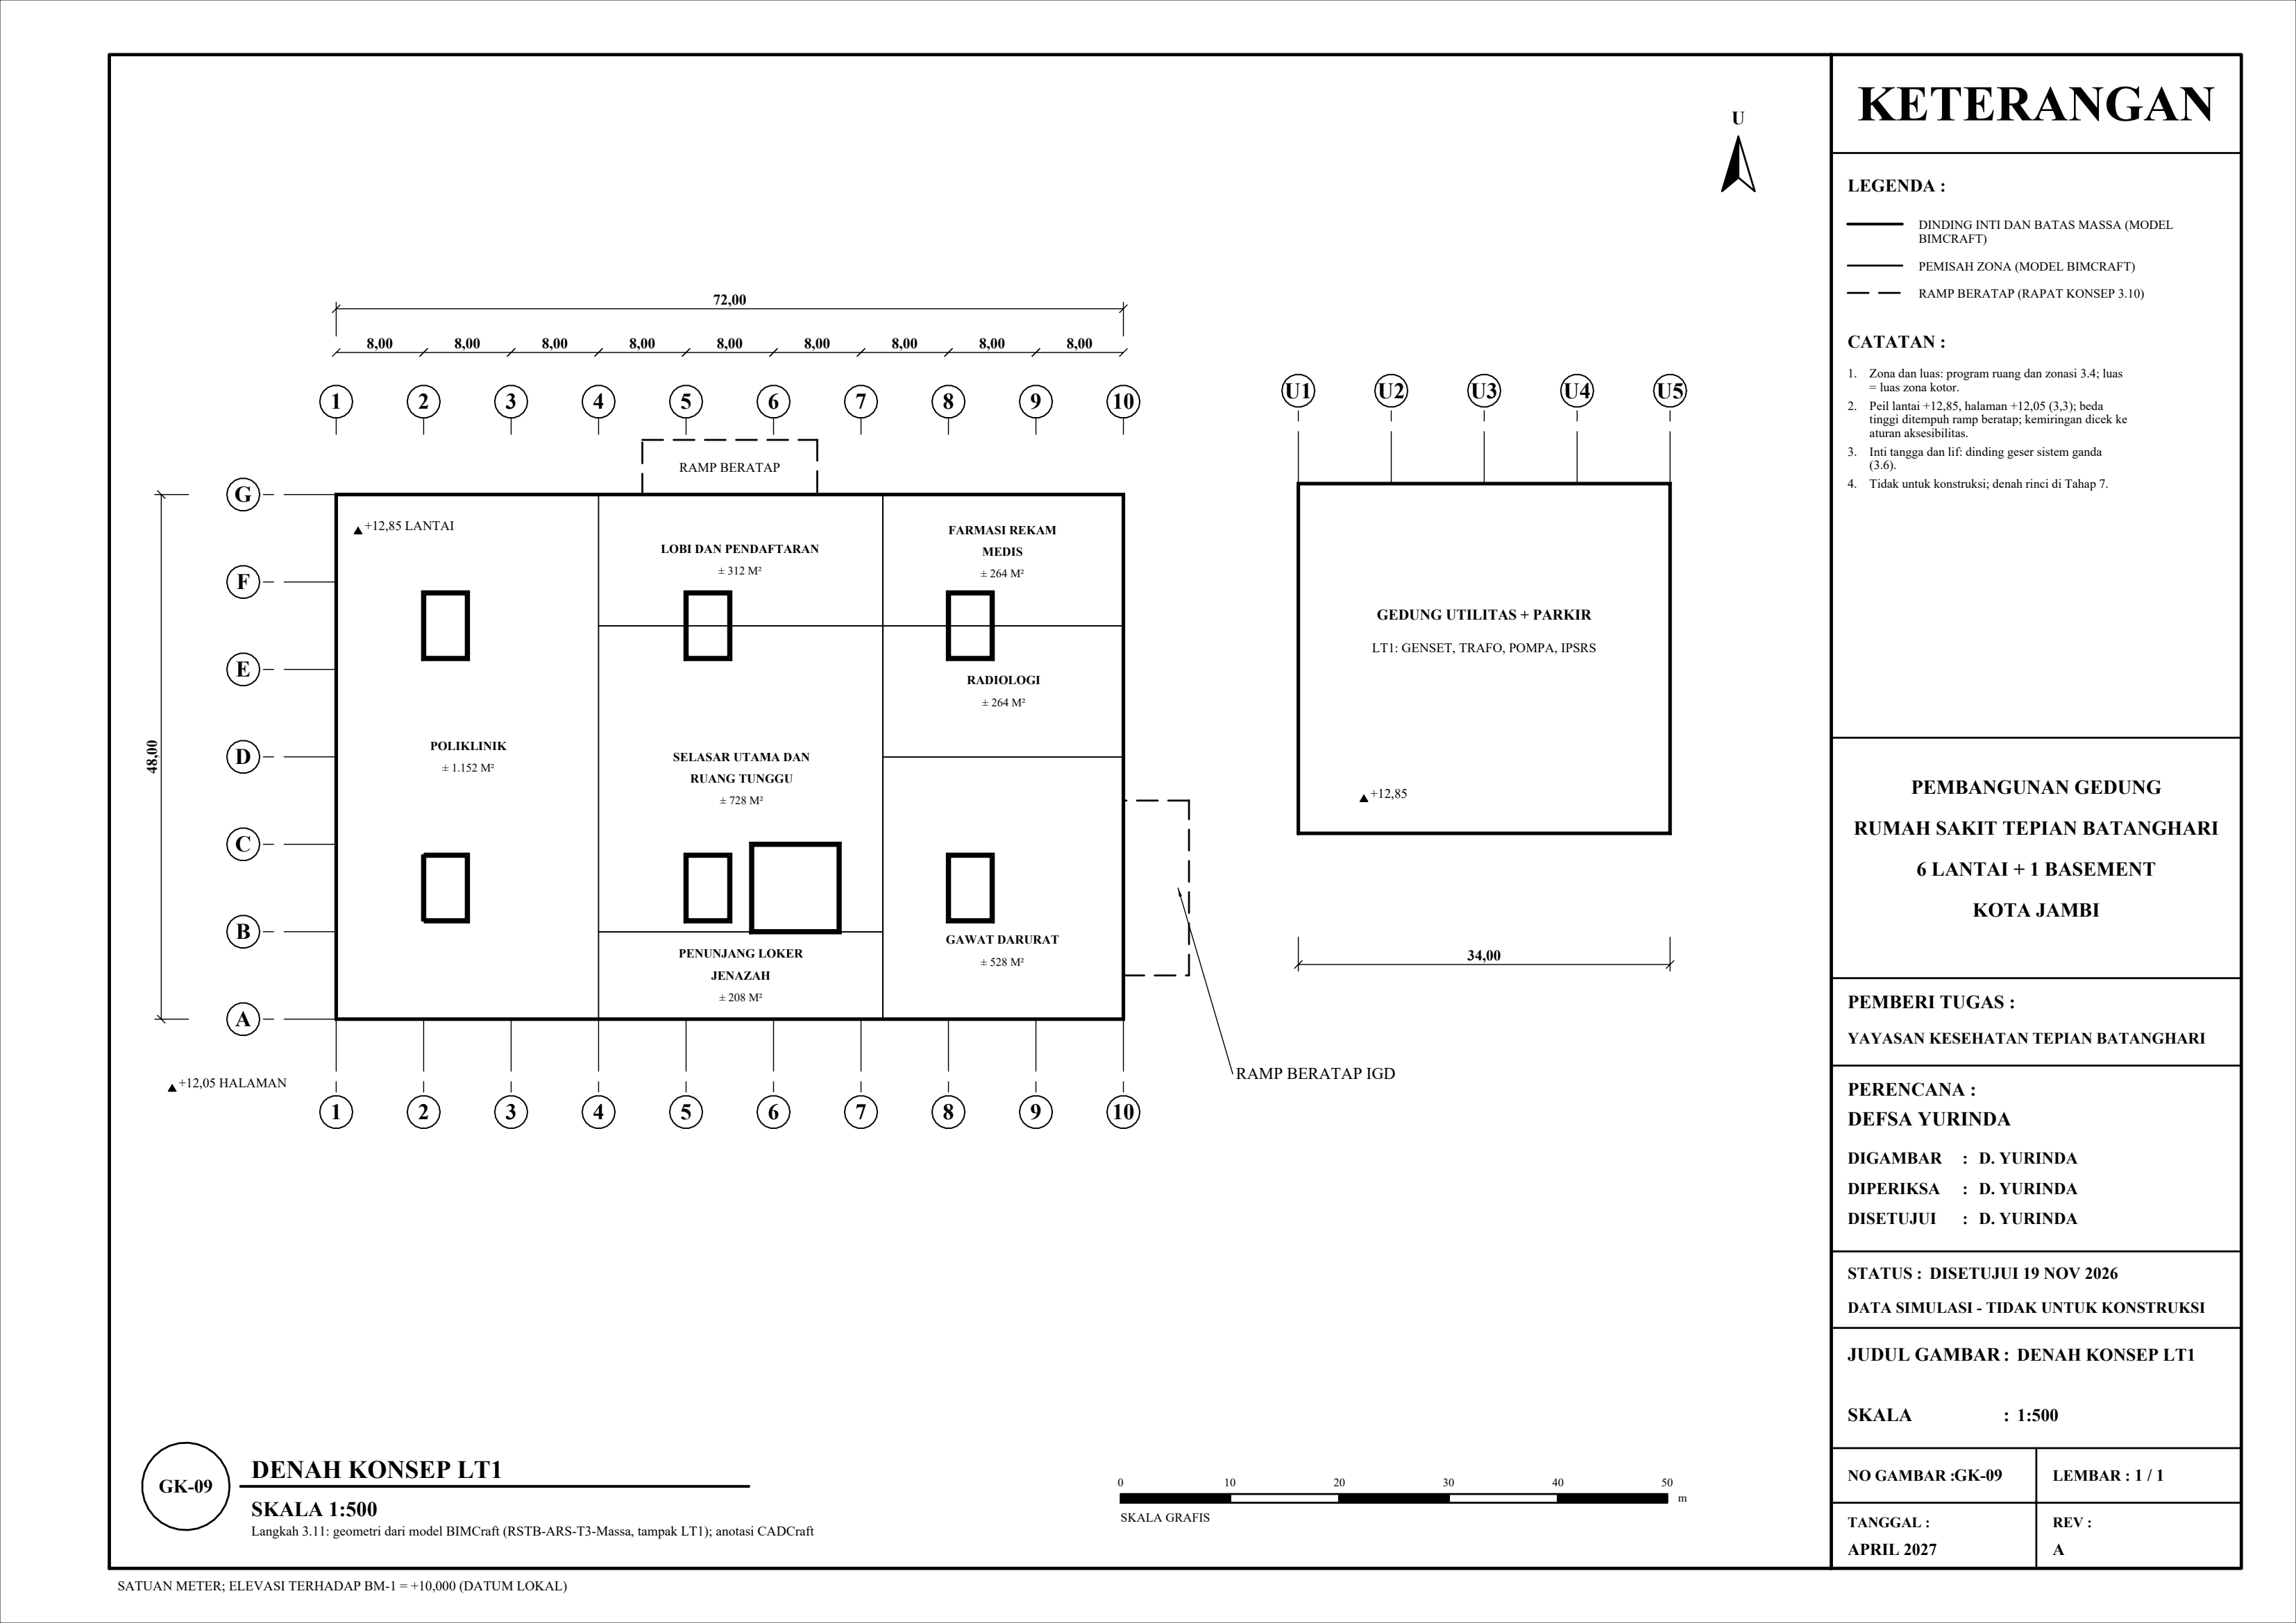 U
72,00
8,00 8,00 8,00 8,00 8,00 8,00 8,00 8,00 8,00
1 2 3 4 5 6 7 8 9 10
U1 U2 U3 U4 U5
RAMP BERATAP
G
F
E
D
C
B
A
48,00
+12,85 LANTAI
LOBI DAN PENDAFTARAN
± 312 M²
FARMASI REKAM
MEDIS
± 264 M²
RADIOLOGI
± 264 M²
POLIKLINIK
± 1.152 M²
SELASAR UTAMA DAN
RUANG TUNGGU
± 728 M²
GAWAT DARURAT
± 528 M²
PENUNJANG LOKER
JENAZAH
± 208 M²
GEDUNG UTILITAS + PARKIR
LT1: GENSET, TRAFO, POMPA, IPSRS
+12,85
34,00
RAMP BERATAP IGD
+12,05 HALAMAN
1 2 3 4 5 6 7 8 9 10
GK-09
DENAH KONSEP LT1
SKALA 1:500
Langkah 3.11: geometri dari model BIMCraft (RSTB-ARS-T3-Massa, tampak LT1); anotasi CADCraft
0 10 20 30 40 50
m
SKALA GRAFIS
SATUAN METER; ELEVASI TERHADAP BM-1 = +10,000 (DATUM LOKAL)
KETERANGAN
LEGENDA :
DINDING INTI DAN BATAS MASSA (MODEL
BIMCRAFT)
PEMISAH ZONA (MODEL BIMCRAFT)
RAMP BERATAP (RAPAT KONSEP 3.10)
CATATAN :
1. Zona dan luas: program ruang dan zonasi 3.4; luas
= luas zona kotor.
2. Peil lantai +12,85, halaman +12,05 (3,3); beda
tinggi ditempuh ramp beratap; kemiringan dicek ke
aturan aksesibilitas.
3. Inti tangga dan lif: dinding geser sistem ganda
(3.6).
4. Tidak untuk konstruksi; denah rinci di Tahap 7.
PEMBANGUNAN GEDUNG
RUMAH SAKIT TEPIAN BATANGHARI
6 LANTAI + 1 BASEMENT
KOTA JAMBI
PEMBERI TUGAS :
YAYASAN KESEHATAN TEPIAN BATANGHARI
PERENCANA :
DEFSA YURINDA
DIGAMBAR : D. YURINDA
DIPERIKSA : D. YURINDA
DISETUJUI : D. YURINDA
STATUS : DISETUJUI 19 NOV 2026
DATA SIMULASI - TIDAK UNTUK KONSTRUKSI
JUDUL GAMBAR : DENAH KONSEP LT1
SKALA : 1:500
NO GAMBAR :GK-09
LEMBAR : 1 / 1
TANGGAL :
APRIL 2027
REV :
A